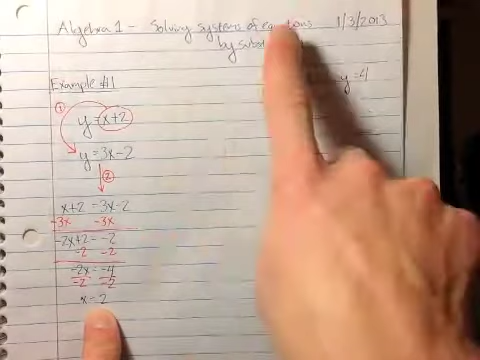 Algebra 1 - Solving systems of equations 1/3/2013
by subst
y = 4
Example #1
① y = x+2
y = 3x-2
②
x+2 = 3x-2
-3x -3x
-2x+2 = -2
-2 -2
-2x = -4
-2 -2
x = 2